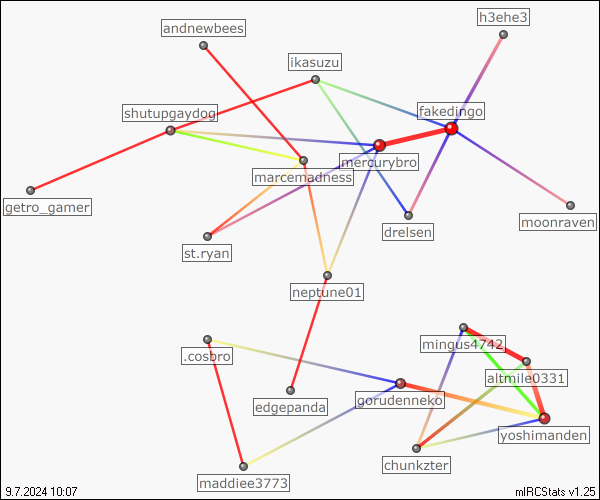 h3ehe3
andnewbees
ikasuzu
fakedingo
shutupgaydog
mercurybro
marcemadness
getro_gamer
moonraven
drelsen
st.ryan
neptune01
mingus4742
.cosbro
altmile0331
gorudenneko
edgepanda
yoshimanden
chunkzter
maddiee3773
9.7.2024 10:07
mIRCStats v1.25